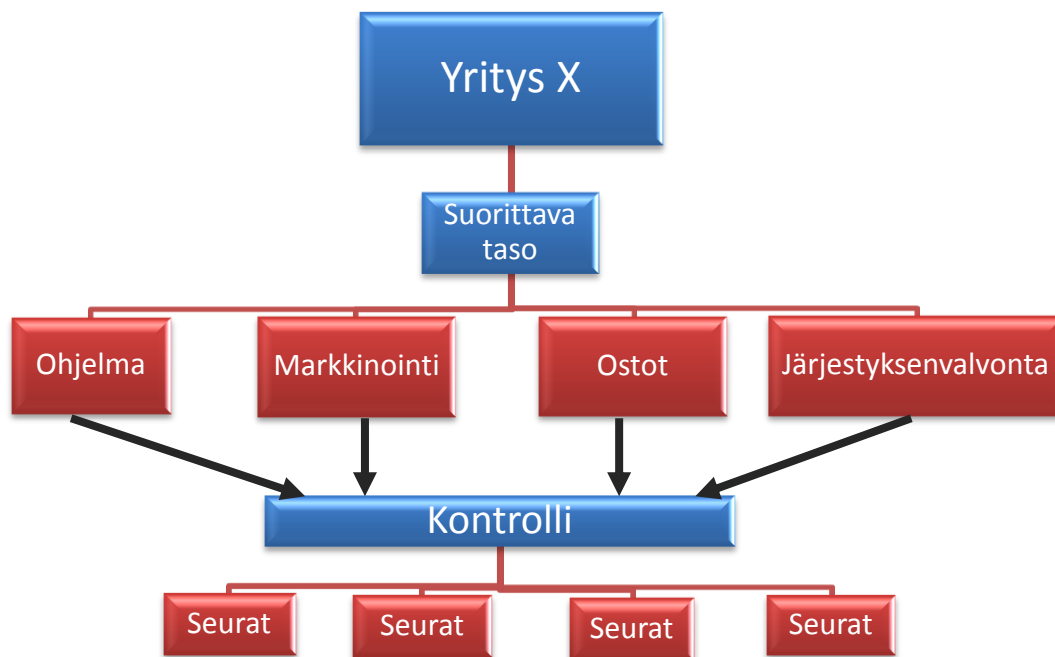 Yritys X
Suorittava
taso
Ohjelma
Markkinointi
Ostot
Järjestyksenvalvonta
Kontrolli
Seurat
Seurat
Seurat
Seurat